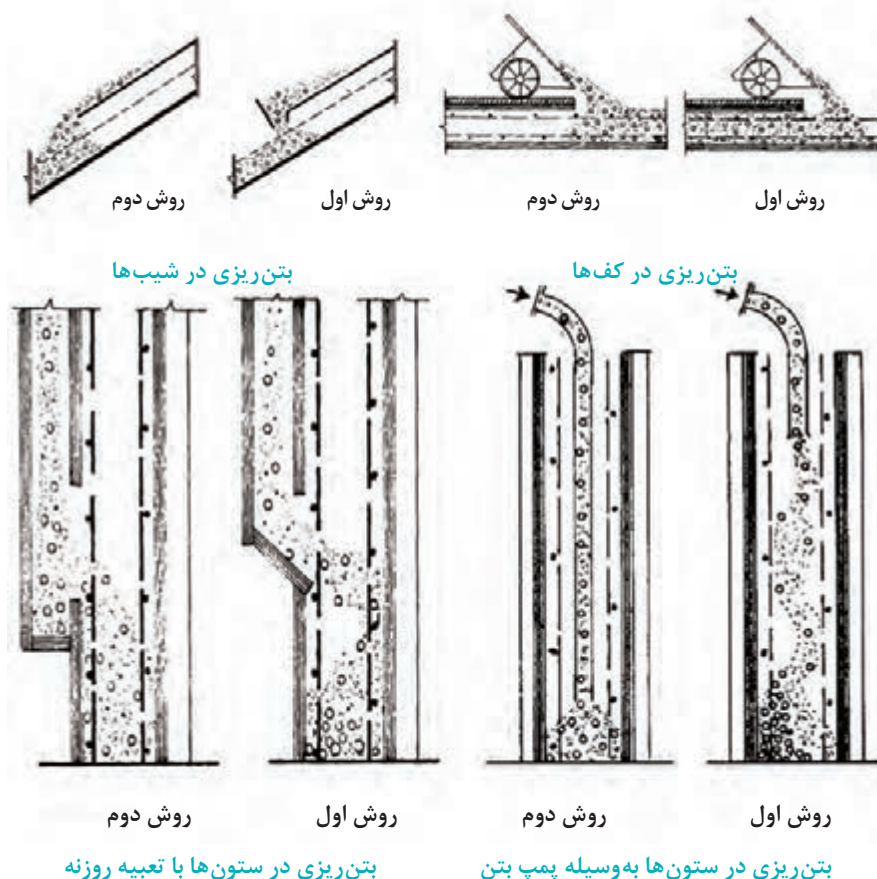 روش اول
روش دوم
روش اول
روش دوم
بتن‌ریزی در کف‌ها
بتن‌ریزی در شیب‌ها
روش اول
روش دوم
روش اول
روش دوم
بتن‌ریزی در ستون‌ها به‌وسیله پمپ بتن
بتن‌ریزی در ستون‌ها با تعبیه روزنه